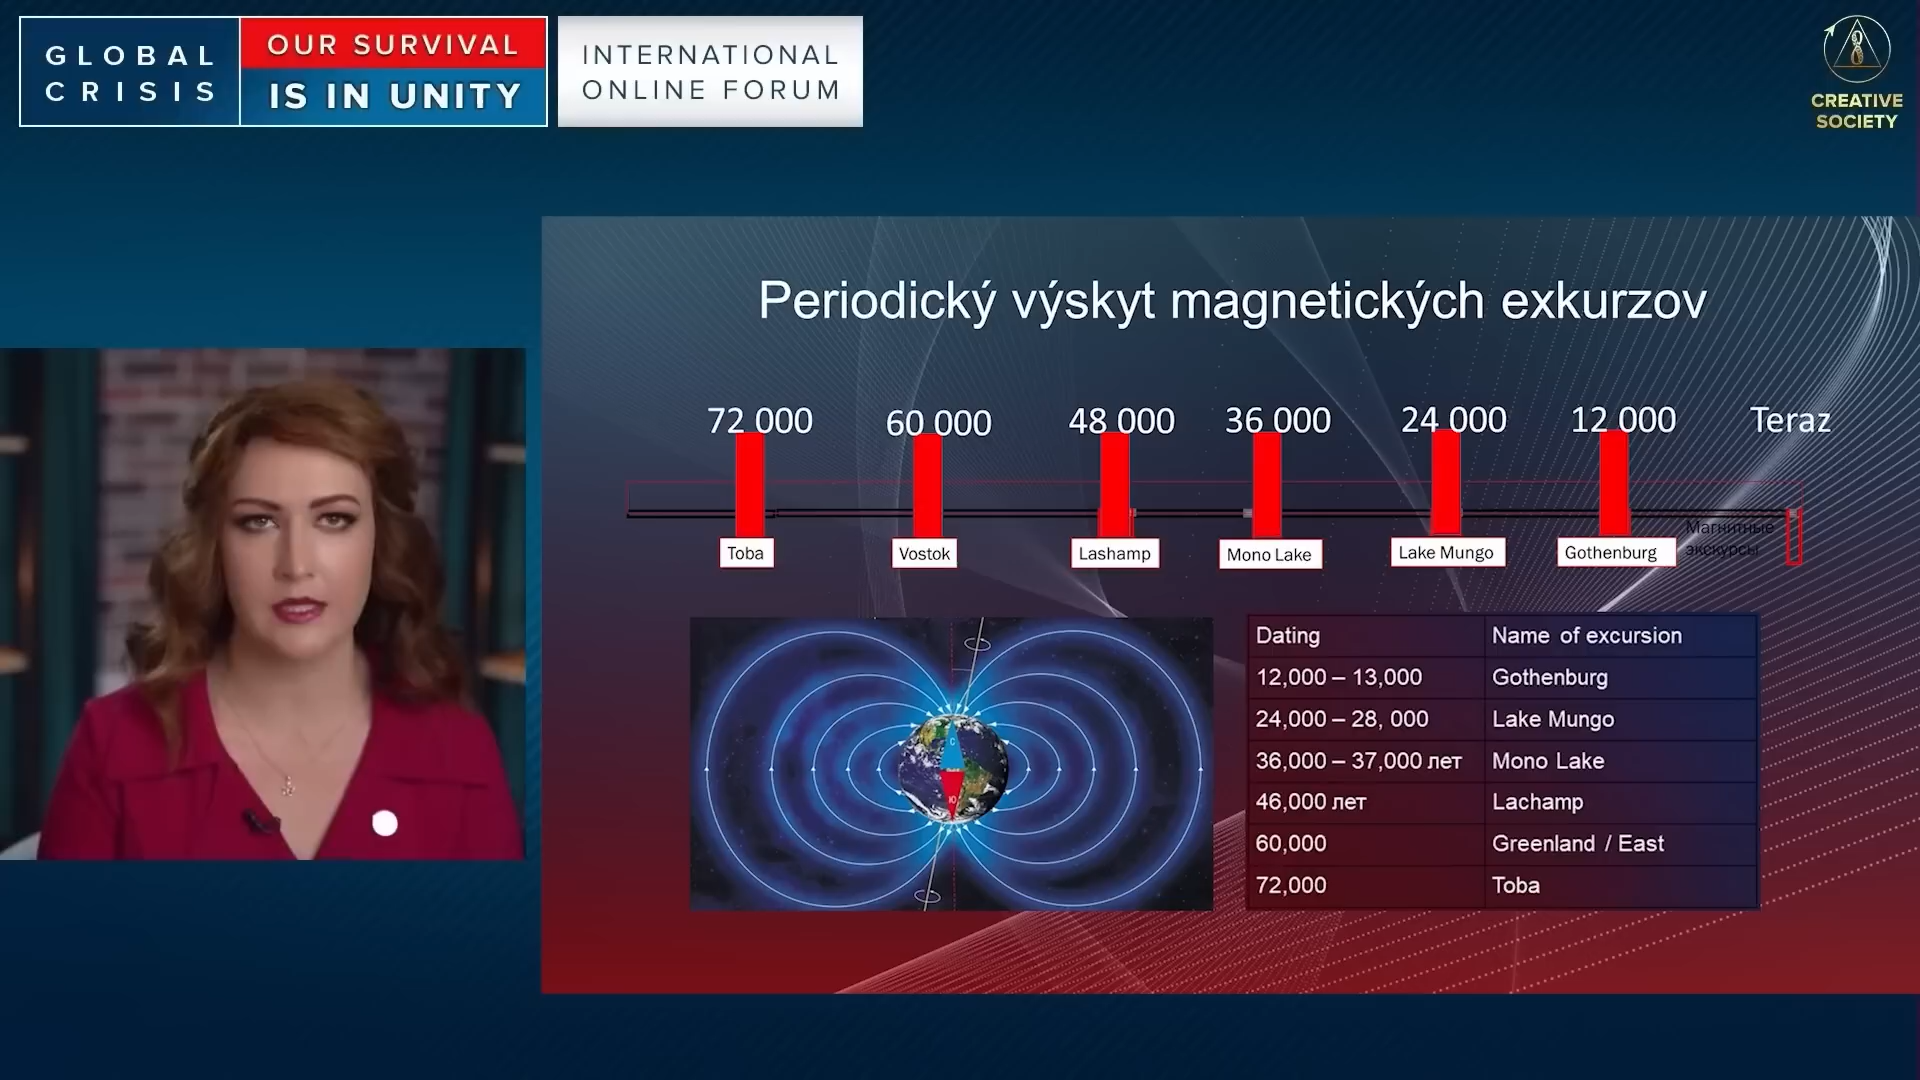 GLOBAL
CRISIS
OUR SURVIVAL
IS IN UNITY
INTERNATIONAL
ONLINE FORUM
CREATIVE
SOCIETY
Periodický výskyt magnetických exkurzov
72 000 60 000 48 000 36 000 24 000 12 000 Teraz
Магнитные
экскурсы
Toba Vostok Lashamp Mono Lake Lake Mungo Gothenburg
С
Ю
Dating Name of excursion
12,000 – 13,000 Gothenburg
24,000 – 28, 000 Lake Mungo
36,000 – 37,000 лет Mono Lake
46,000 лет Lachamp
60,000 Greenland / East
72,000 Toba